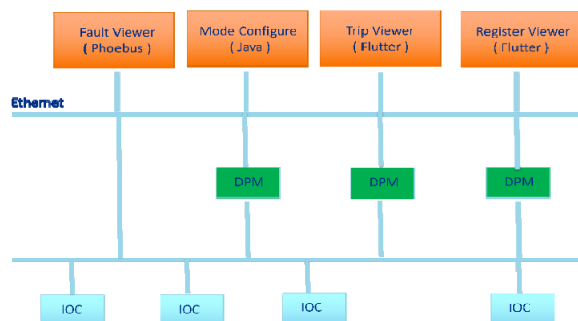 Fault Viewer
( Phoebus )
Mode Configure
( Java )
Trip Viewer
( Flutter )
Register Viewer
( Flutter )
Ethernet
DPM
DPM
DPM
IOC
IOC
IOC
IOC